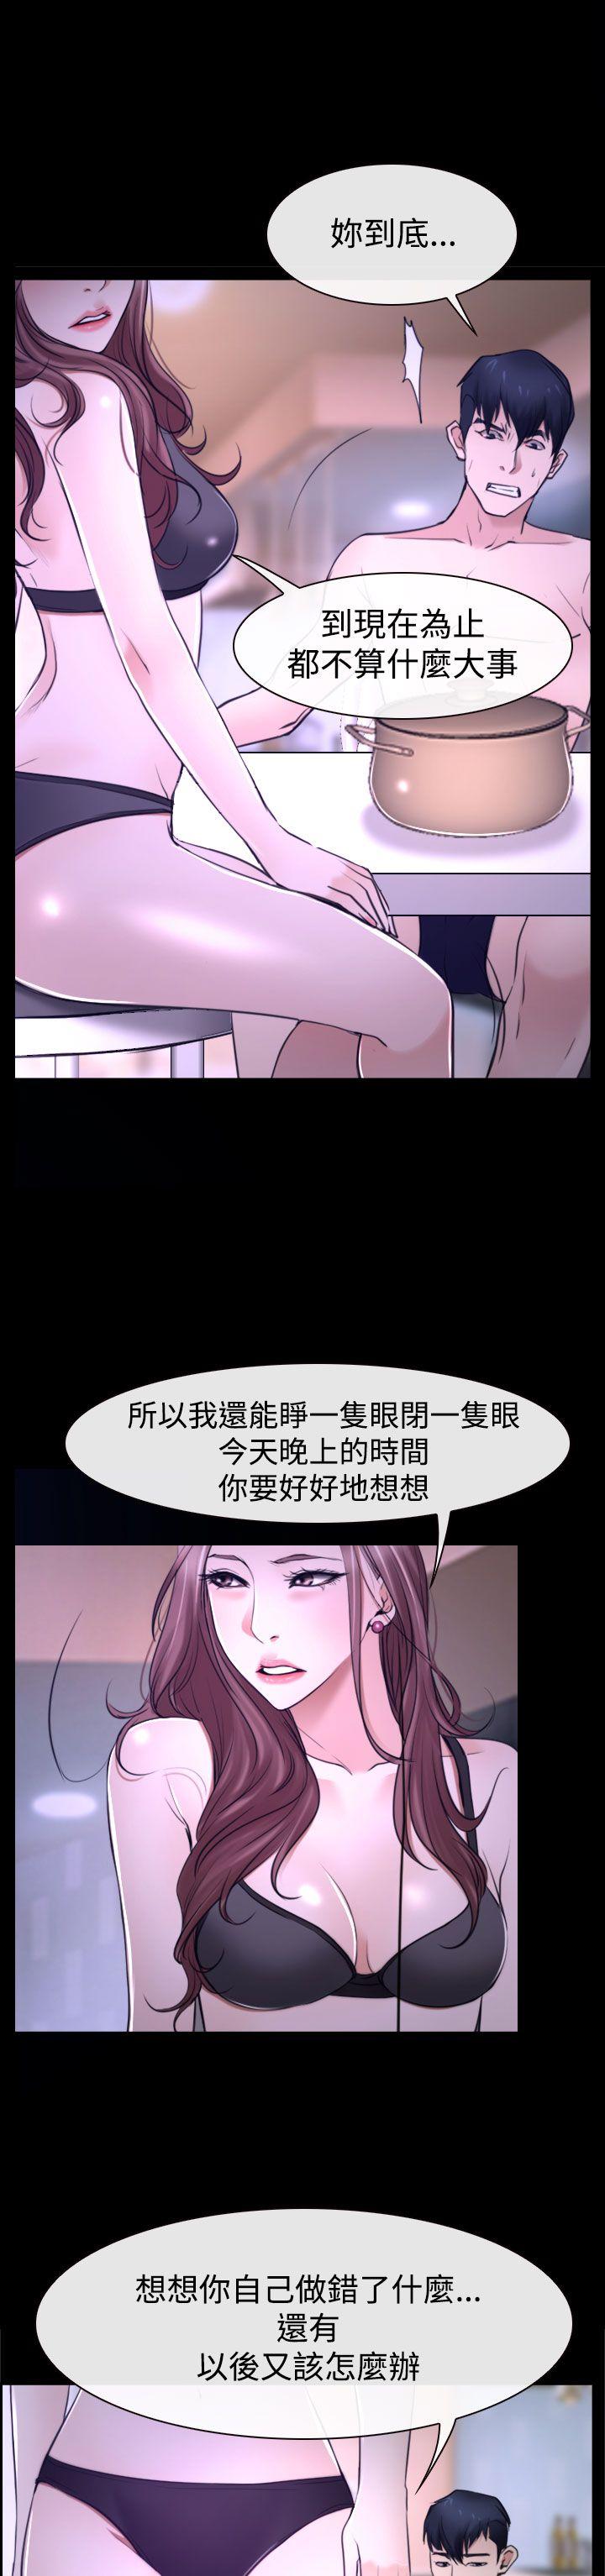 妳到底...
到現在為止
都不算什麼大事
所以我還能睜一隻眼閉一隻眼
今天晚上的時間
你要好好地想想
想想你自己做錯了什麼...
還有
以後又該怎麼辦